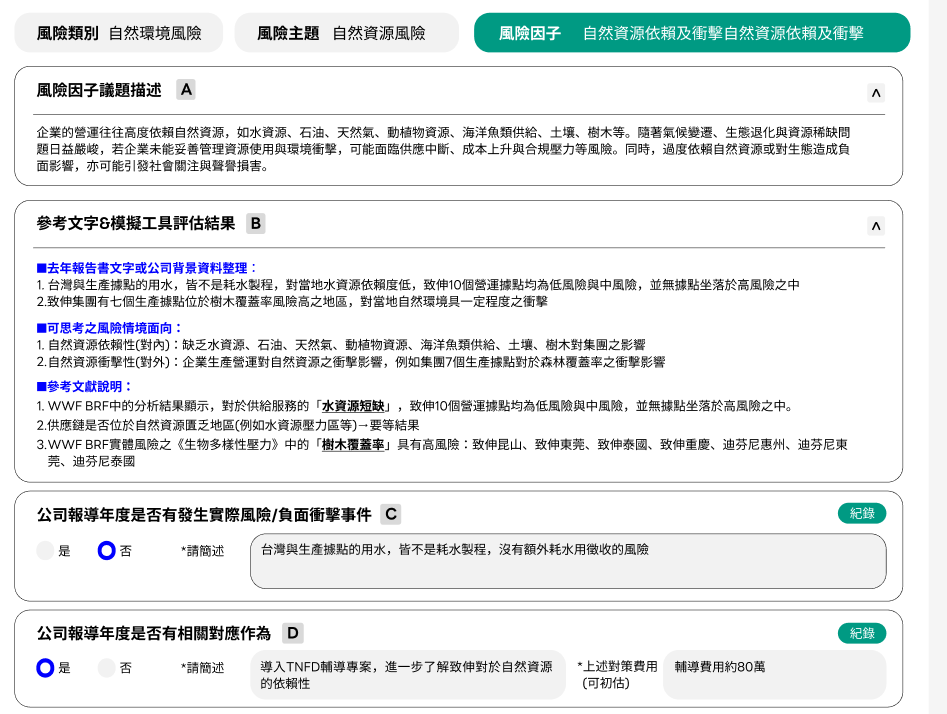 風險類別 自然環境風險
風險主題 自然資源風險
風險因子 自然資源依賴及衝擊自然資源依賴及衝擊
風險因子議題描述 A
企業的營運往往高度依賴自然資源，如水資源、石油、天然氣、動植物資源、海洋魚類供給、土壤、樹木等。隨著氣候變遷、生態退化與資源稀缺問
題日益嚴峻，若企業未能妥善管理資源使用與環境衝擊，可能面臨供應中斷、成本上升與合規壓力等風險。同時，過度依賴自然資源或對生態造成負
面影響，亦可能引發社會關注與聲譽損害。
參考文字&模擬工具評估結果 B
■去年報告書文字或公司背景資料整理：
1. 台灣與生產據點的用水，皆不是耗水製程，對當地水資源依賴度低，致伸10個營運據點均為低風險與中風險，並無據點坐落於高風險之中
2.致伸集團有七個生產據點位於樹木覆蓋率風險高之地區，對當地自然環境具一定程度之衝擊
■可思考之風險情境面向：
1. 自然資源依賴性(對內)：缺乏水資源、石油、天然氣、動植物資源、海洋魚類供給、土壤、樹木對集團之影響
2.自然資源衝擊性(對外)：企業生產營運對自然資源之衝擊影響，例如集團7個生產據點對於森林覆蓋率之衝擊影響
■參考文獻說明：
1. WWF BRF中的分析結果顯示，對於供給服務的「水資源短缺」，致伸10個營運據點均為低風險與中風險，並無據點坐落於高風險之中。
2.供應鏈是否位於自然資源匱乏地區(例如水資源壓力區等)→要等結果
3.WWF BRF實體風險之《生物多樣性壓力》中的「樹木覆蓋率」具有高風險：致伸昆山、致伸東莞、致伸泰國、致伸重慶、迪芬尼惠州、迪芬尼東
莞、迪芬尼泰國
公司報導年度是否有發生實際風險/負面衝擊事件 C
紀錄
是 否 *請簡述 台灣與生產據點的用水，皆不是耗水製程，沒有額外耗水用徵收的風險
公司報導年度是否有相關對應作為 D
紀錄
是 否 *請簡述 導入TNFD輔導專案，進一步了解致伸對於自然資源
的依賴性
*上述對策費用
(可初估)
輔導費用約80萬